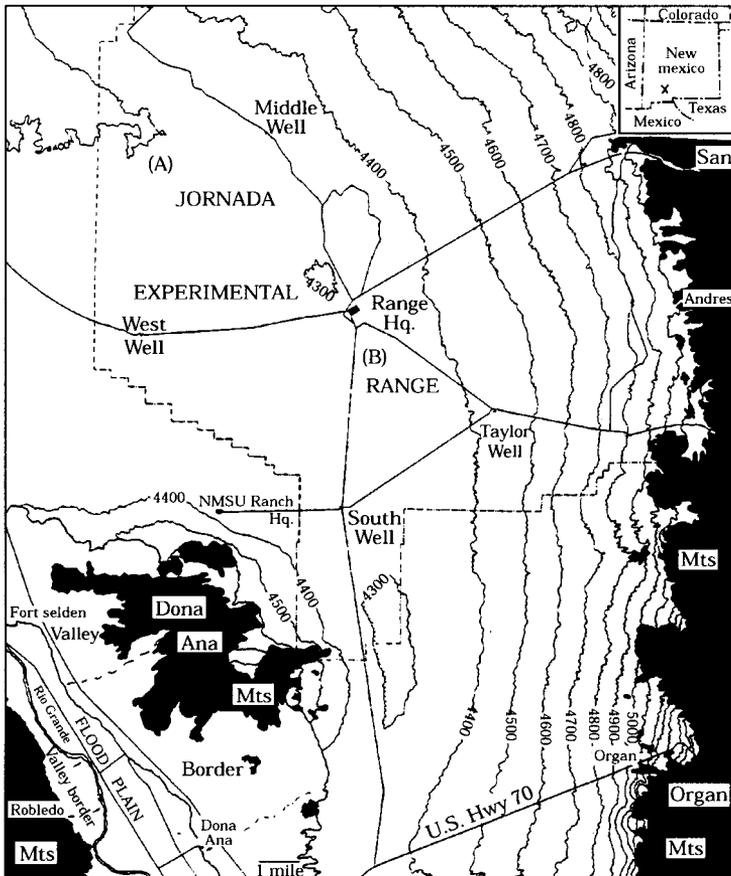 Colorado
Arizona
New
mexico
X
Texas
Mexico
4800
4800
4700
4600
4500
4400
4400
Middle
Well
(A)
JORNADA
San
EXPERIMENTAL
4300
Range
Hq.
Andres
West
Well
(B)
RANGE
Taylor
Well
4400
NMSU Ranch
Hq.
South
Well
Mts
4300
4400
4500
Dona
Ana
Mts
Fort selden
Valley
Rio Grande
FLOOD
PLAIN
Valley border
Border
Robledo
Mts
Dona
Ana
1 mile
4400
4500
4600
4700
4800
4900
5000
Organ
U.S. Hwy 70
Organ
Mts